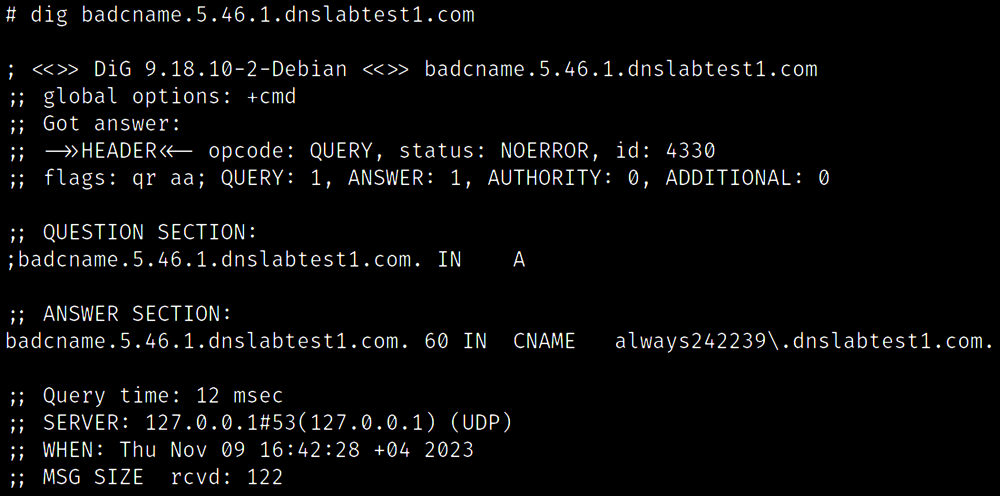 # dig badcname.5.46.1.dnslabtest1.com
; <<>> DiG 9.18.10-2-Debian <<>> badcname.5.46.1.dnslabtest1.com
;; global options: +cmd
;; Got answer:
;; ->>HEADER<<- opcode: QUERY, status: NOERROR, id: 4330
;; flags: qr aa; QUERY: 1, ANSWER: 1, AUTHORITY: 0, ADDITIONAL: 0
;; QUESTION SECTION:
;badcname.5.46.1.dnslabtest1.com. IN A
;; ANSWER SECTION:
badcname.5.46.1.dnslabtest1.com. 60 IN CNAME always242239\.dnslabtest1.com.
;; Query time: 12 msec
;; SERVER: 127.0.0.1#53(127.0.0.1) (UDP)
;; WHEN: Thu Nov 09 16:42:28 +04 2023
;; MSG SIZE rcvd: 122